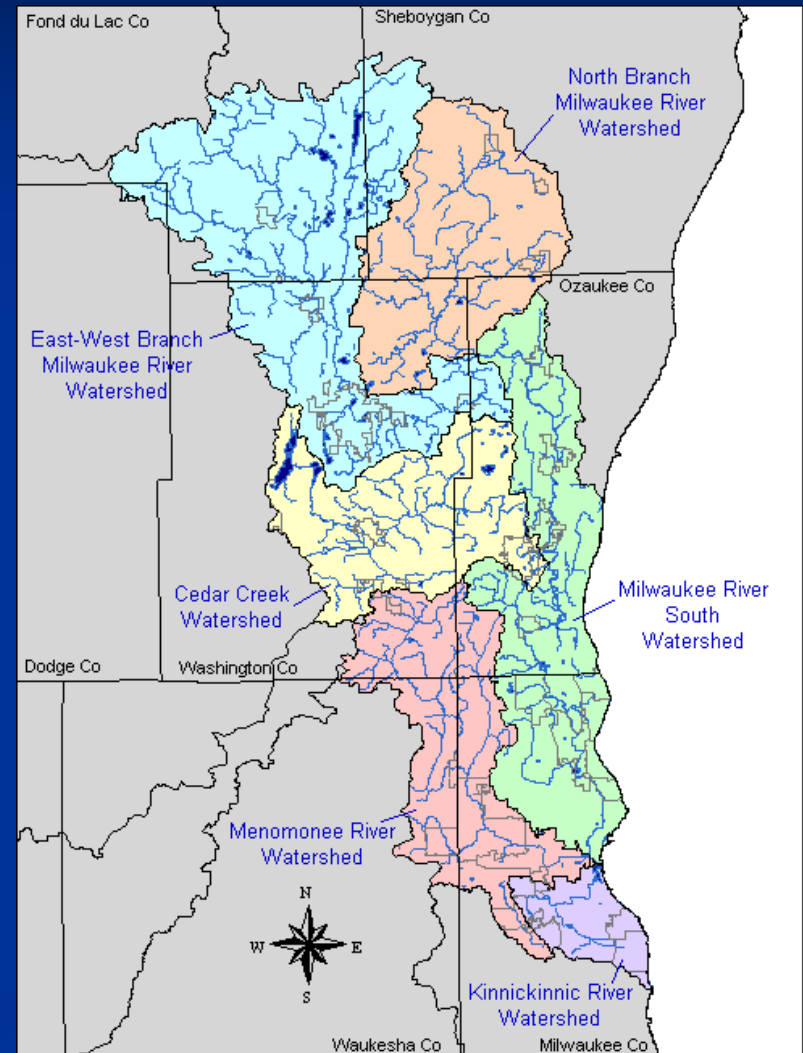 Fond du Lac Co
Sheboygan Co
North Branch
Milwaukee River
Watershed
Ozaukee Co
East-West Branch
Milwaukee River
Watershed
Cedar Creek
Watershed
Milwaukee River
South
Watershed
Dodge Co
Washington Co
Menomonee River
Watershed
N
W
E
S
Kinnickinnic River
Watershed
Waukesha Co
Milwaukee Co